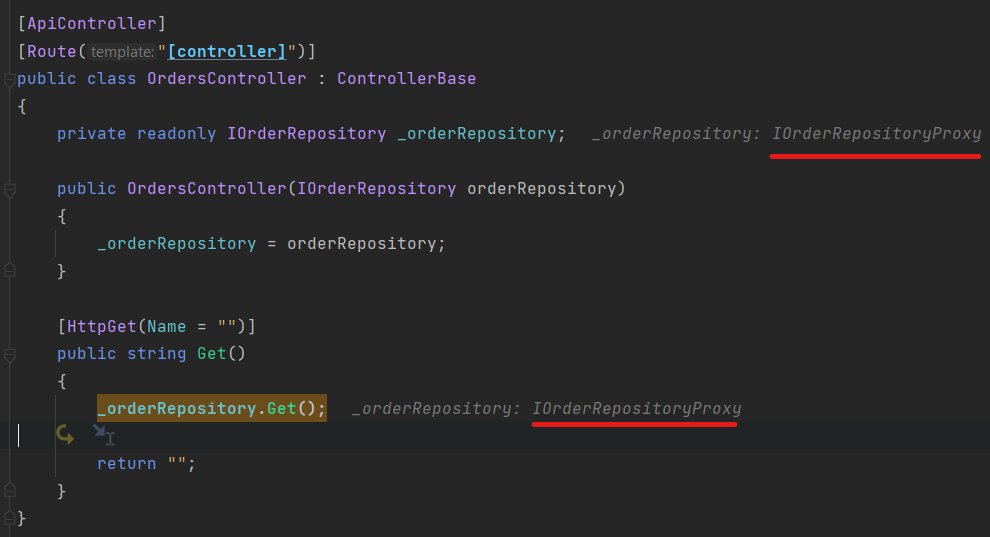 [ApiController]
[Route(template:"[controller]")]
public class OrdersController : ControllerBase
{
    private readonly IOrderRepository _orderRepository;   _orderRepository: IOrderRepositoryProxy
    public OrdersController(IOrderRepository orderRepository)
    {
        _orderRepository = orderRepository;
    }
    [HttpGet(Name = "")]
    public string Get()
    {
        _orderRepository.Get();   _orderRepository: IOrderRepositoryProxy
        return "";
    }
}